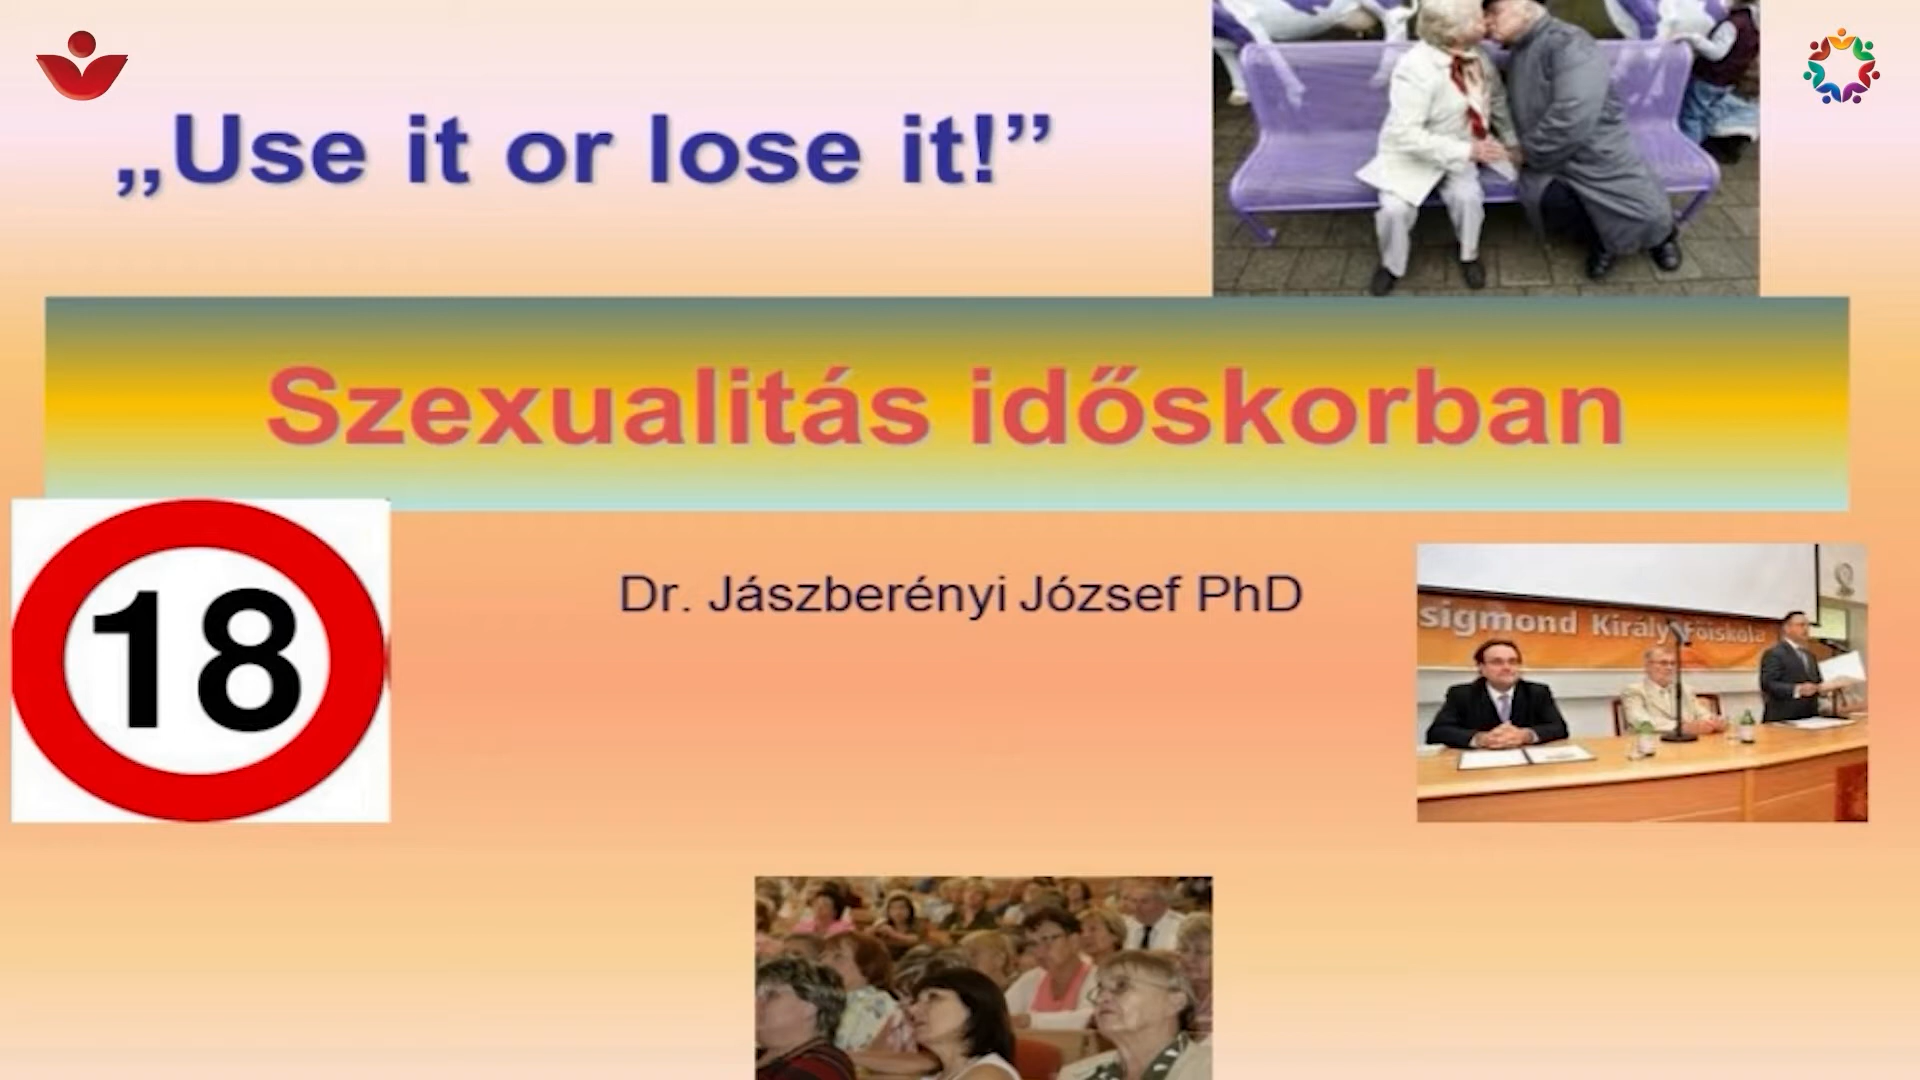 „Use it or lose it!”
Szexualitás időskorban
18
Dr. Jászberényi József PhD
sigmond Király Főiskola